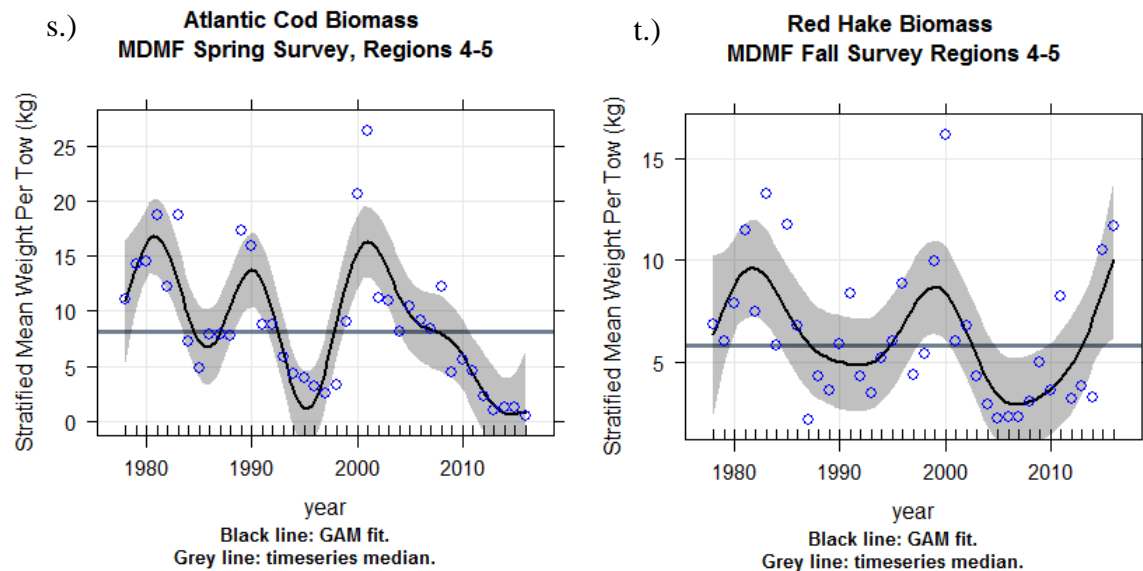 s.)
Atlantic Cod Biomass
MDMF Spring Survey, Regions 4-5
Stratified Mean Weight Per Tow (kg)
25
20
15
10
5
0
1980 1990 2000 2010
year
Black line: GAM fit.
Grey line: timeseries median.
t.)
Red Hake Biomass
MDMF Fall Survey Regions 4-5
Stratified Mean Weight Per Tow (kg)
15
10
5
1980 1990 2000 2010
year
Black line: GAM fit.
Grey line: timeseries median.